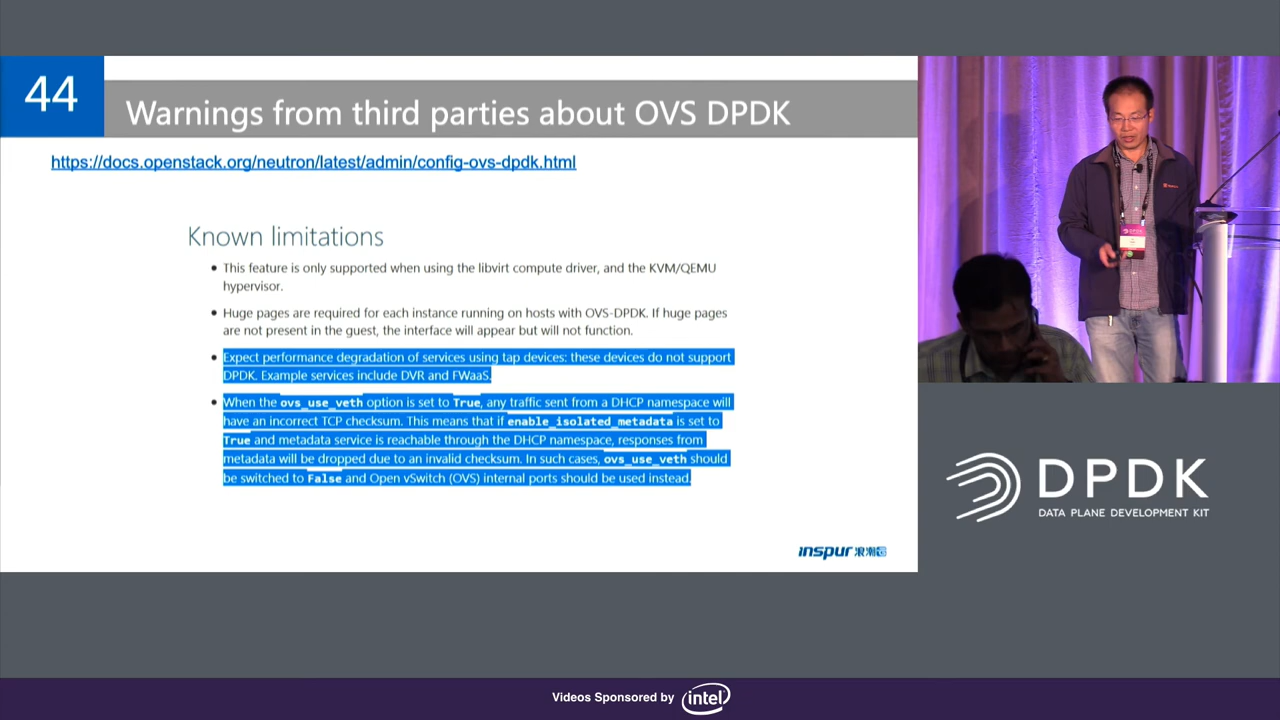 44
Warnings from third parties about OVS DPDK
https://docs.openstack.org/neutron/latest/admin/config-ovs-dpdk.html
Known limitations
• This feature is only supported when using the libvirt compute driver, and the KVM/QEMU
hypervisor.
• Huge pages are required for each instance running on hosts with OVS-DPDK. If huge pages
are not present in the guest, the interface will appear but will not function.
• Expect performance degradation of services using tap devices: these devices do not support
DPDK. Example services include DVR and FWaaS.
• When the ovs_use_veth option is set to True, any traffic sent from a DHCP namespace will
have an incorrect TCP checksum. This means that if enable_isolated_metadata is set to
True and metadata service is reachable through the DHCP namespace, responses from
metadata will be dropped due to an invalid checksum. In such cases, ovs_use_veth should
be switched to False and Open vSwitch (OVS) internal ports should be used instead.
inspur 浪潮
DPDK
DPDK
DATA PLANE DEVELOPMENT KIT
Videos Sponsored by intel